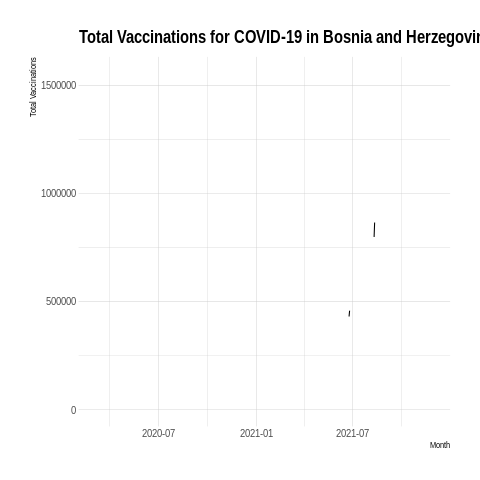 Total Vaccinations for COVID-19 in Bosnia and Herzegovin
Total Vaccinations
1500000
1000000
500000
0
2020-07 2021-01 2021-07
Month